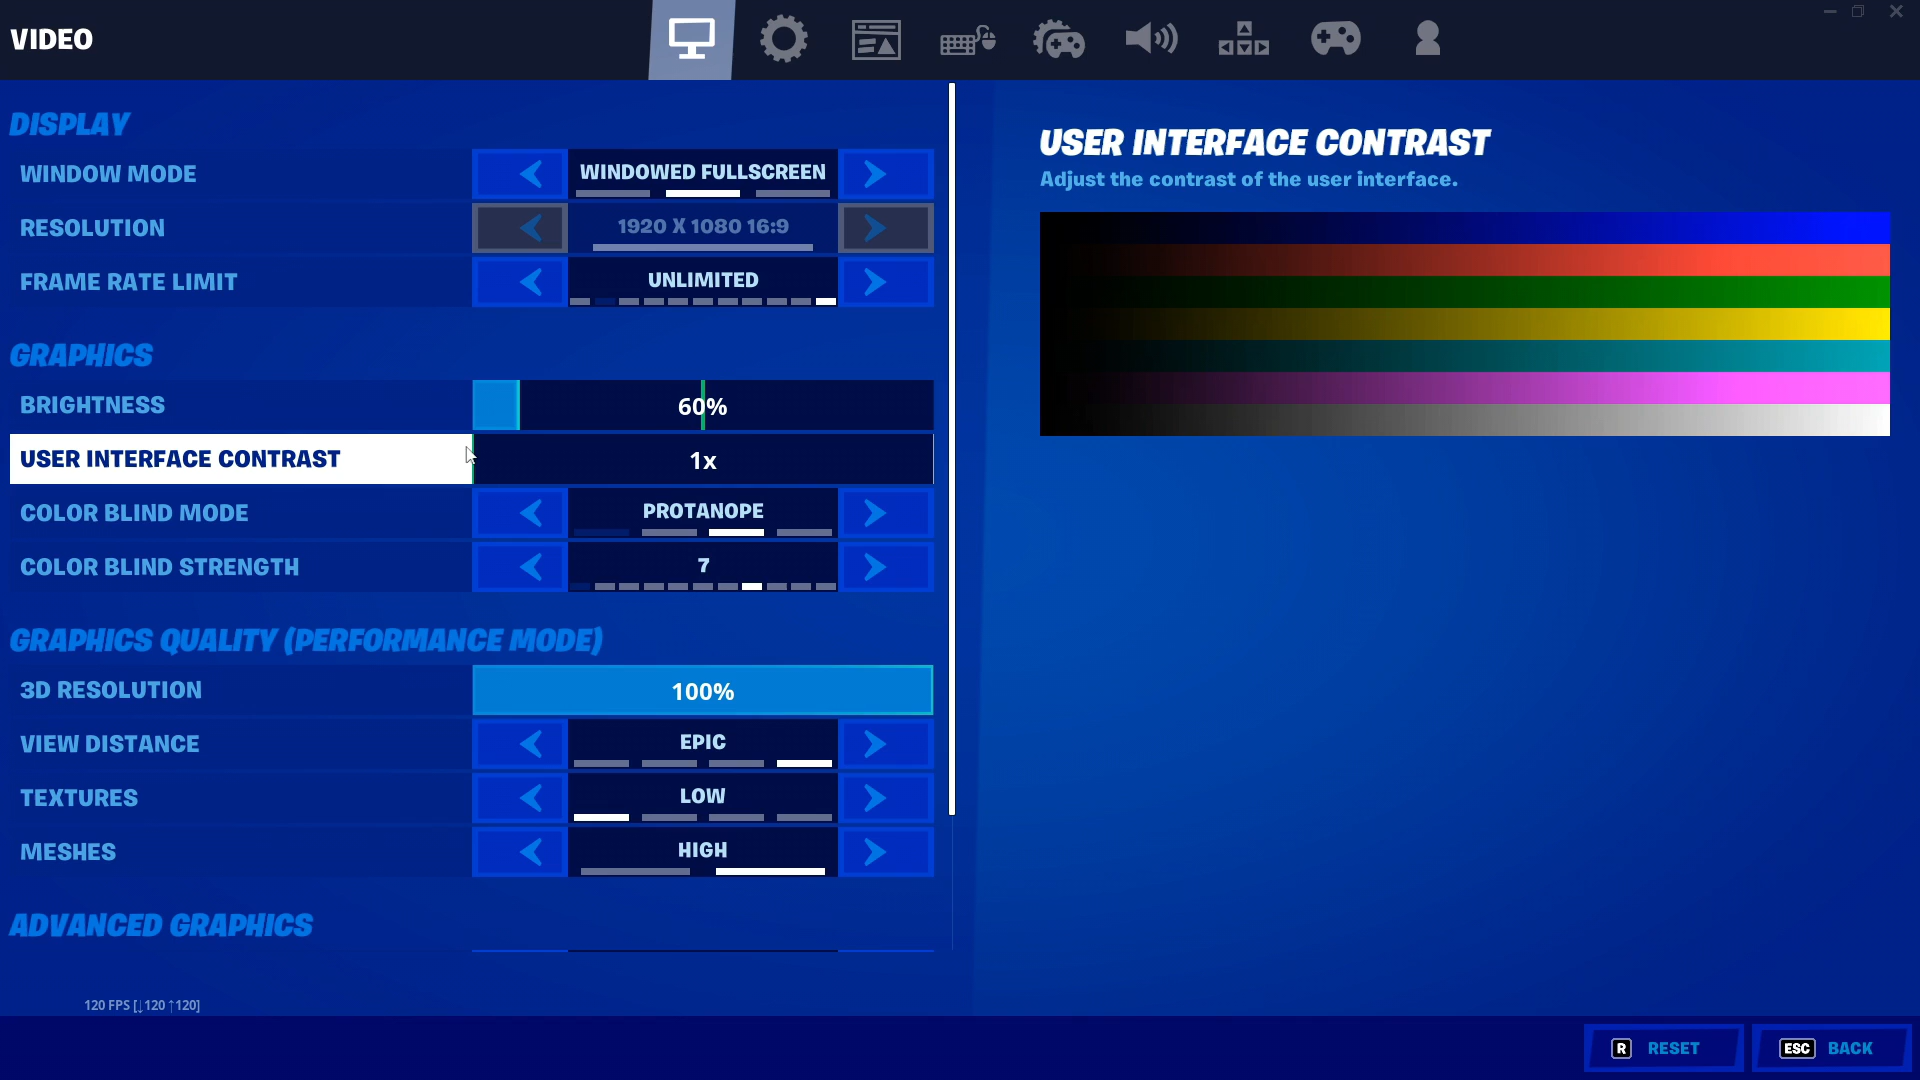 VIDEO
DISPLAY
WINDOW MODE
WINDOWED FULLSCREEN
RESOLUTION
1920 X 1080 16:9
FRAME RATE LIMIT
UNLIMITED
GRAPHICS
BRIGHTNESS
60%
USER INTERFACE CONTRAST
1x
COLOR BLIND MODE
PROTANOPE
COLOR BLIND STRENGTH
7
GRAPHICS QUALITY (PERFORMANCE MODE)
3D RESOLUTION
100%
VIEW DISTANCE
EPIC
TEXTURES
LOW
MESHES
HIGH
ADVANCED GRAPHICS
120 FPS [↓120 ↑120]
USER INTERFACE CONTRAST
Adjust the contrast of the user interface.
R RESET
ESC BACK